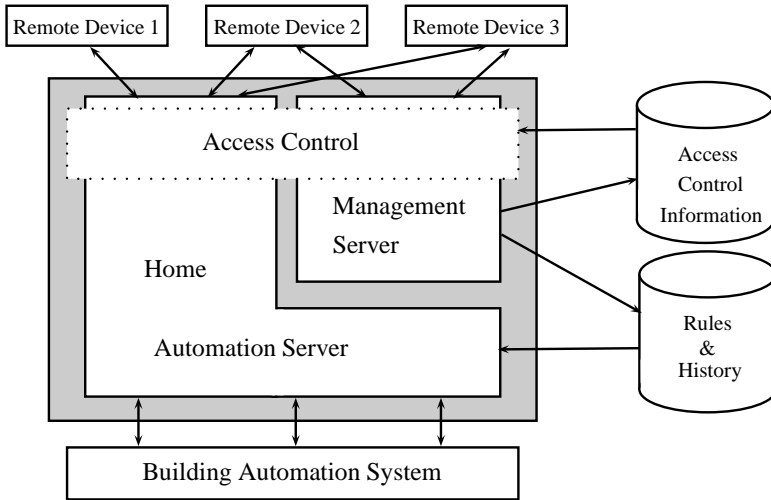 Remote Device 1
Remote Device 2
Remote Device 3
Access Control
Access
Control
Information
Management
Server
Home
Automation Server
Rules
&
History
Building Automation System